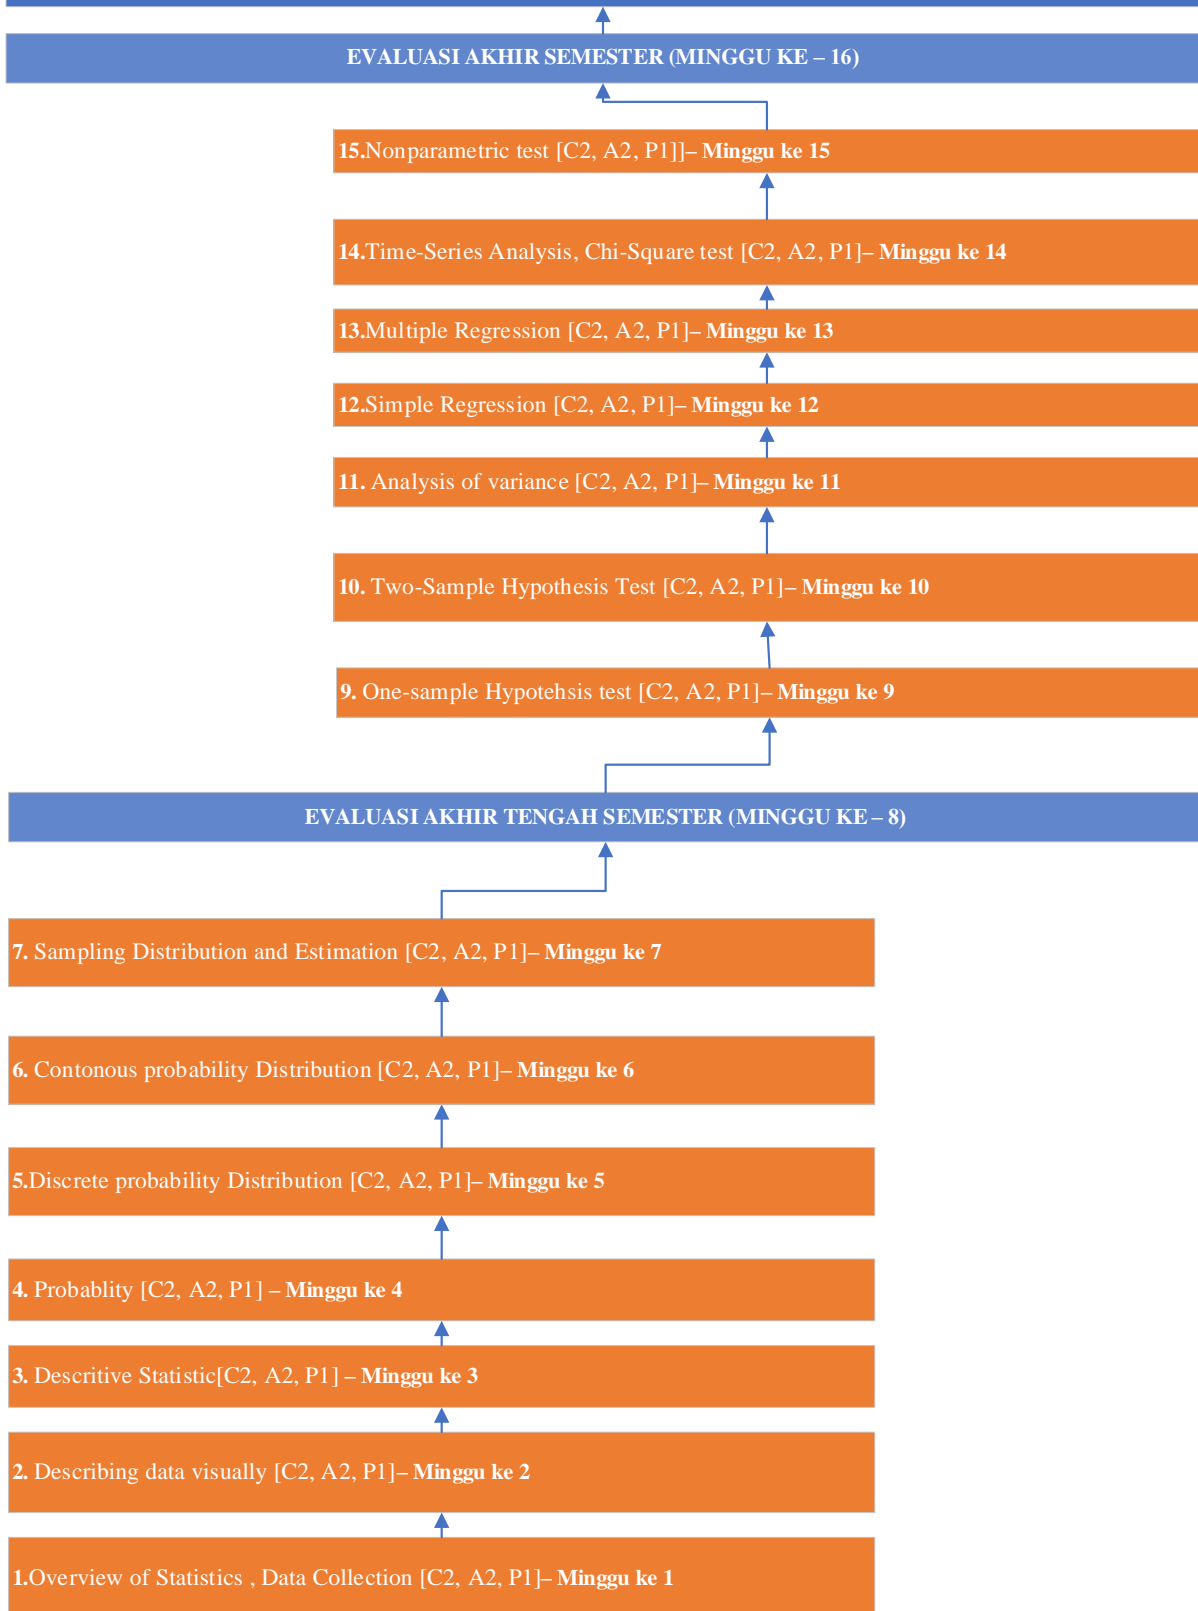 EVALUASI AKHIR SEMESTER (MINGGU KE – 16)
15.Nonparametric test [C2, A2, P1]]– Minggu ke 15
14.Time-Series Analysis, Chi-Square test [C2, A2, P1]– Minggu ke 14
13.Multiple Regression [C2, A2, P1]– Minggu ke 13
12.Simple Regression [C2, A2, P1]– Minggu ke 12
11. Analysis of variance [C2, A2, P1]– Minggu ke 11
10. Two-Sample Hypothesis Test [C2, A2, P1]– Minggu ke 10
9. One-sample Hypotehsis test [C2, A2, P1]– Minggu ke 9
EVALUASI AKHIR TENGAH SEMESTER (MINGGU KE – 8)
7. Sampling Distribution and Estimation [C2, A2, P1]– Minggu ke 7
6. Contonous probability Distribution [C2, A2, P1]– Minggu ke 6
5.Discrete probability Distribution [C2, A2, P1]– Minggu ke 5
4. Probablity [C2, A2, P1] – Minggu ke 4
3. Descritive Statistic[C2, A2, P1] – Minggu ke 3
2. Describing data visually [C2, A2, P1]– Minggu ke 2
1.Overview of Statistics , Data Collection [C2, A2, P1]– Minggu ke 1